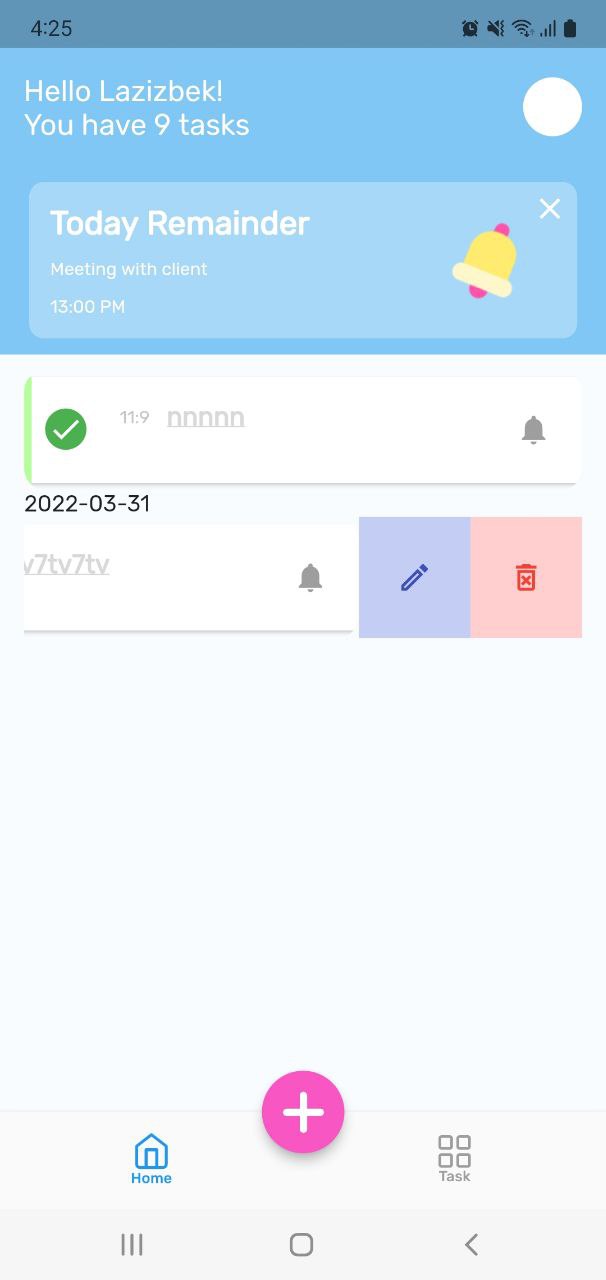 4:25
Hello Lazizbek!
You have 9 tasks
Today Remainder
Meeting with client
13:00 PM
11:9 nnnnn
2022-03-31
v7tv7tv
Home
Task